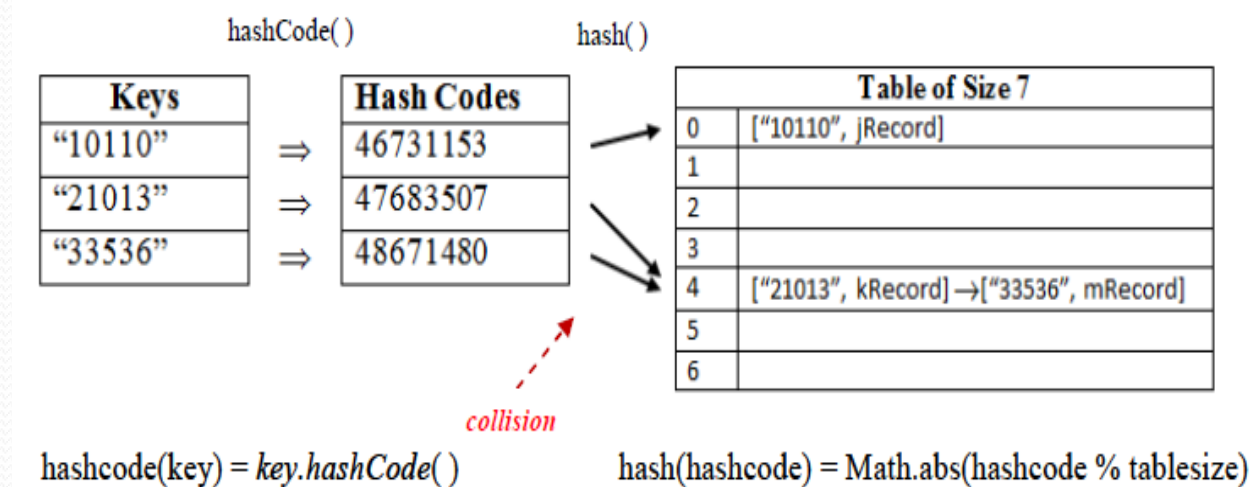 hashCode( ) hash( )
Keys Hash Codes Table of Size 7
“10110” ⇒ 46731153 0 [“10110”, jRecord]
1
“21013” ⇒ 47683507 2
3
“33536” ⇒ 48671480 4 [“21013”, kRecord]→[“33536”, mRecord]
5
6
collision
hashcode(key) = key.hashCode( ) hash(hashcode) = Math.abs(hashcode % tablesize)